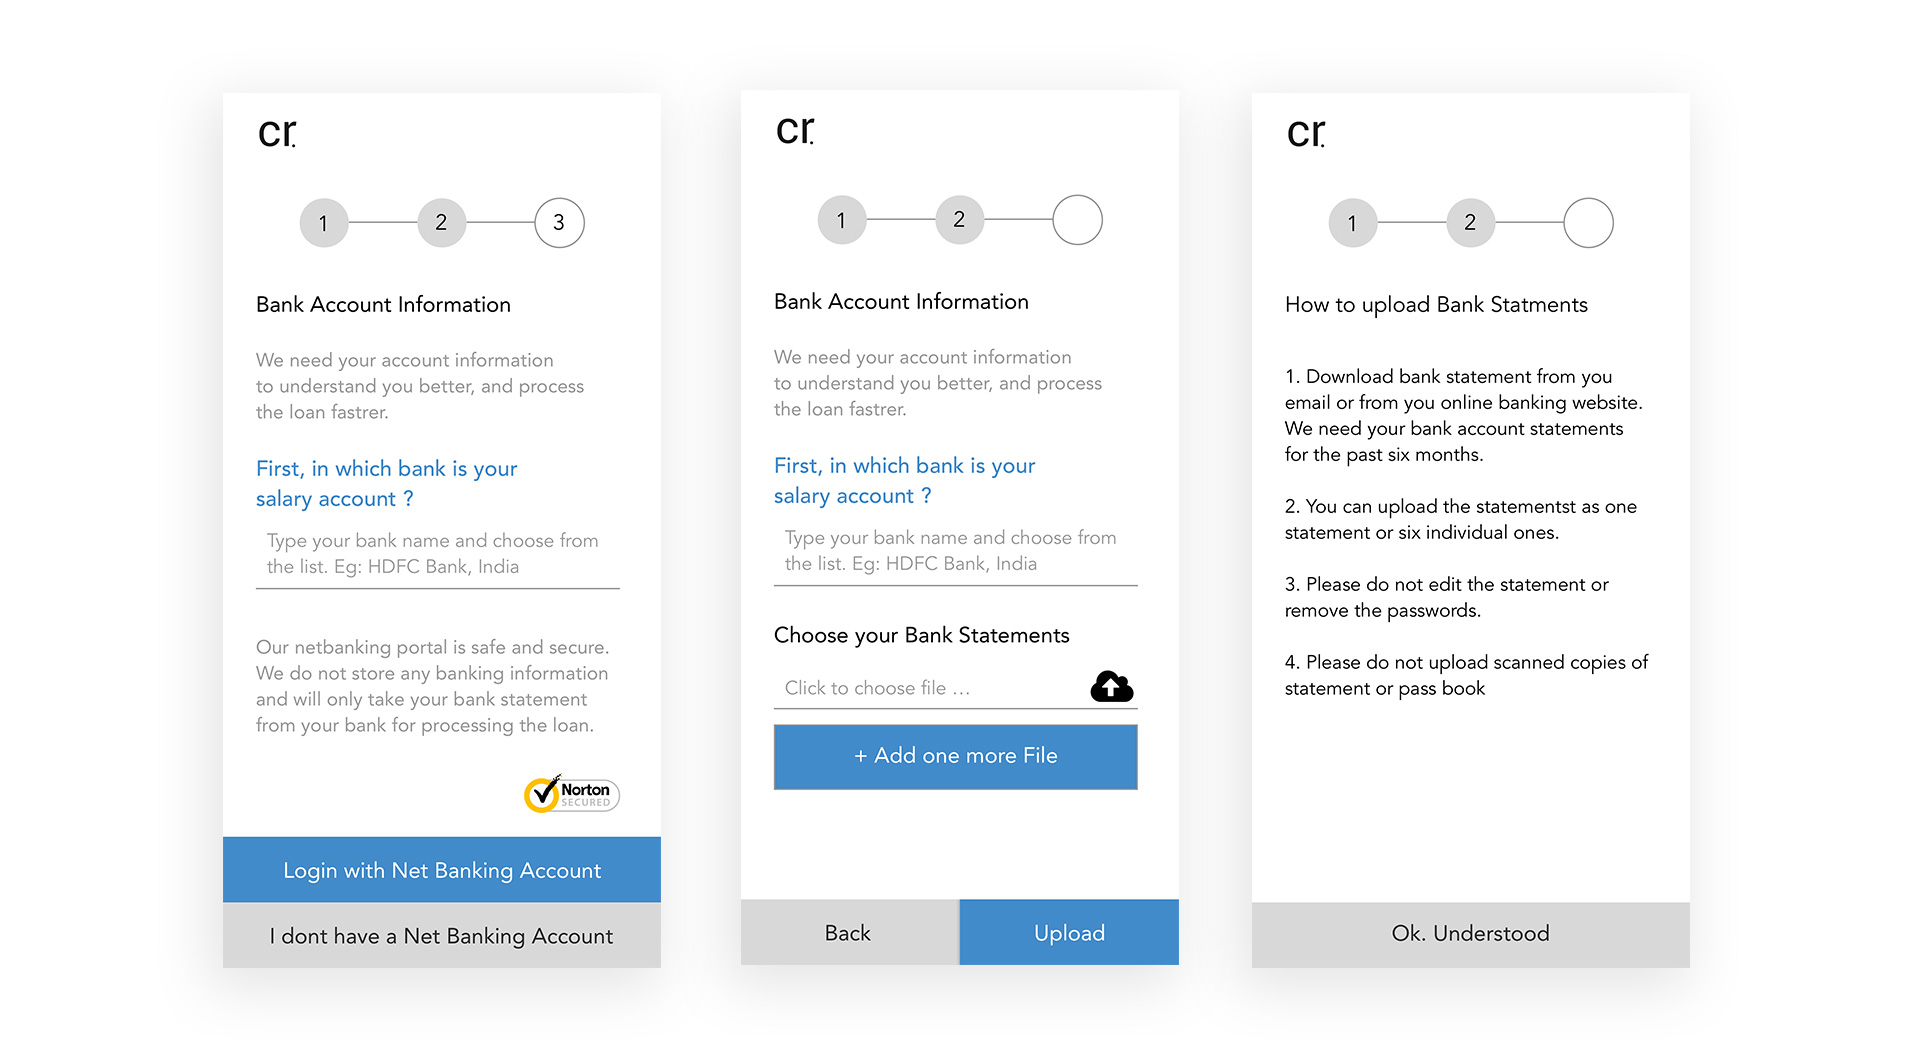 cr.
1 2 3
Bank Account Information
We need your account information
to understand you better, and process
the loan fastrer.
First, in which bank is your
salary account ?
Type your bank name and choose from
the list. Eg: HDFC Bank, India
Our netbanking portal is safe and secure.
We do not store any banking information
and will only take your bank statement
from your bank for processing the loan.
Norton
SECURED
Login with Net Banking Account
I dont have a Net Banking Account
cr.
1 2
Bank Account Information
We need your account information
to understand you better, and process
the loan fastrer.
First, in which bank is your
salary account ?
Type your bank name and choose from
the list. Eg: HDFC Bank, India
Choose your Bank Statements
Click to choose file ...
+ Add one more File
Back Upload
cr.
1 2
How to upload Bank Statments
1. Download bank statement from you
email or from you online banking website.
We need your bank account statements
for the past six months.
2. You can upload the statementst as one
statement or six individual ones.
3. Please do not edit the statement or
remove the passwords.
4. Please do not upload scanned copies of
statement or pass book
Ok. Understood